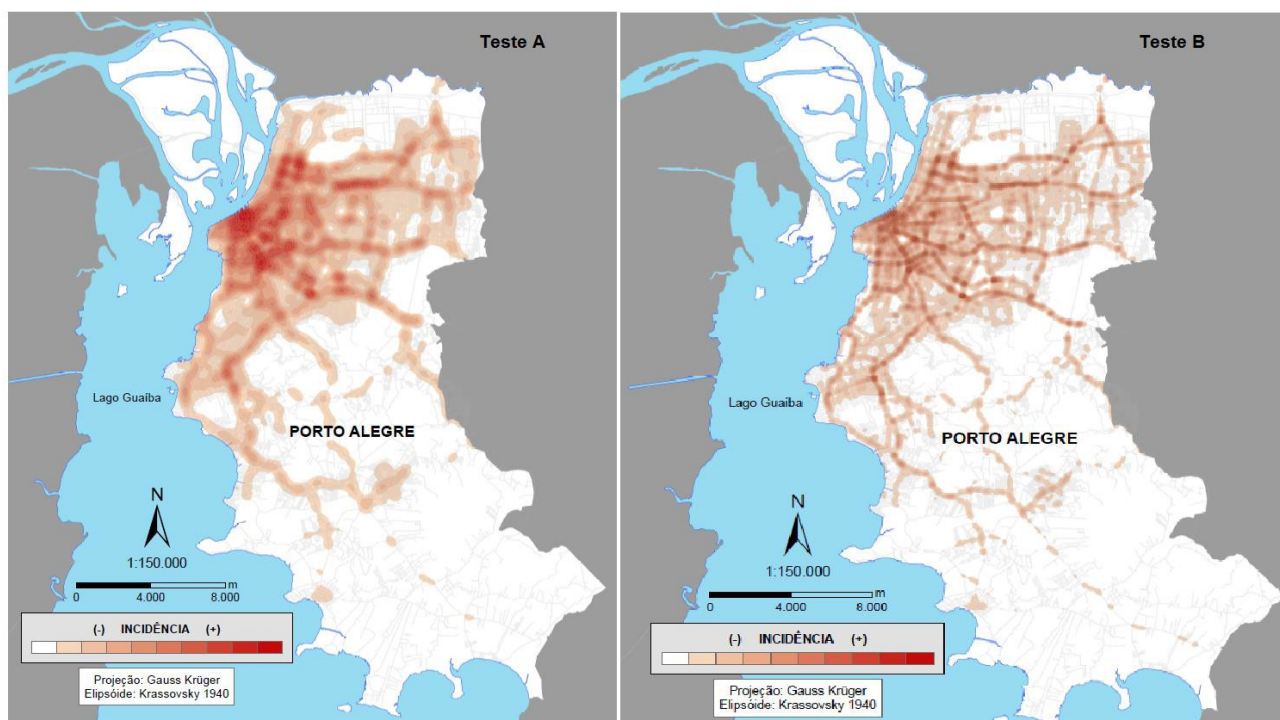 Teste A
Lago Guaíba
PORTO ALEGRE
N
1:150.000
m
0 4.000 8.000
(-) INCIDÊNCIA (+)
Projeção: Gauss Krüger
Elipsóide: Krassovsky 1940
Teste B
Lago Guaíba
PORTO ALEGRE
N
1:150.000
m
0 4.000 8.000
(-) INCIDÊNCIA (+)
Projeção: Gauss Krüger
Elipsóide: Krassovsky 1940